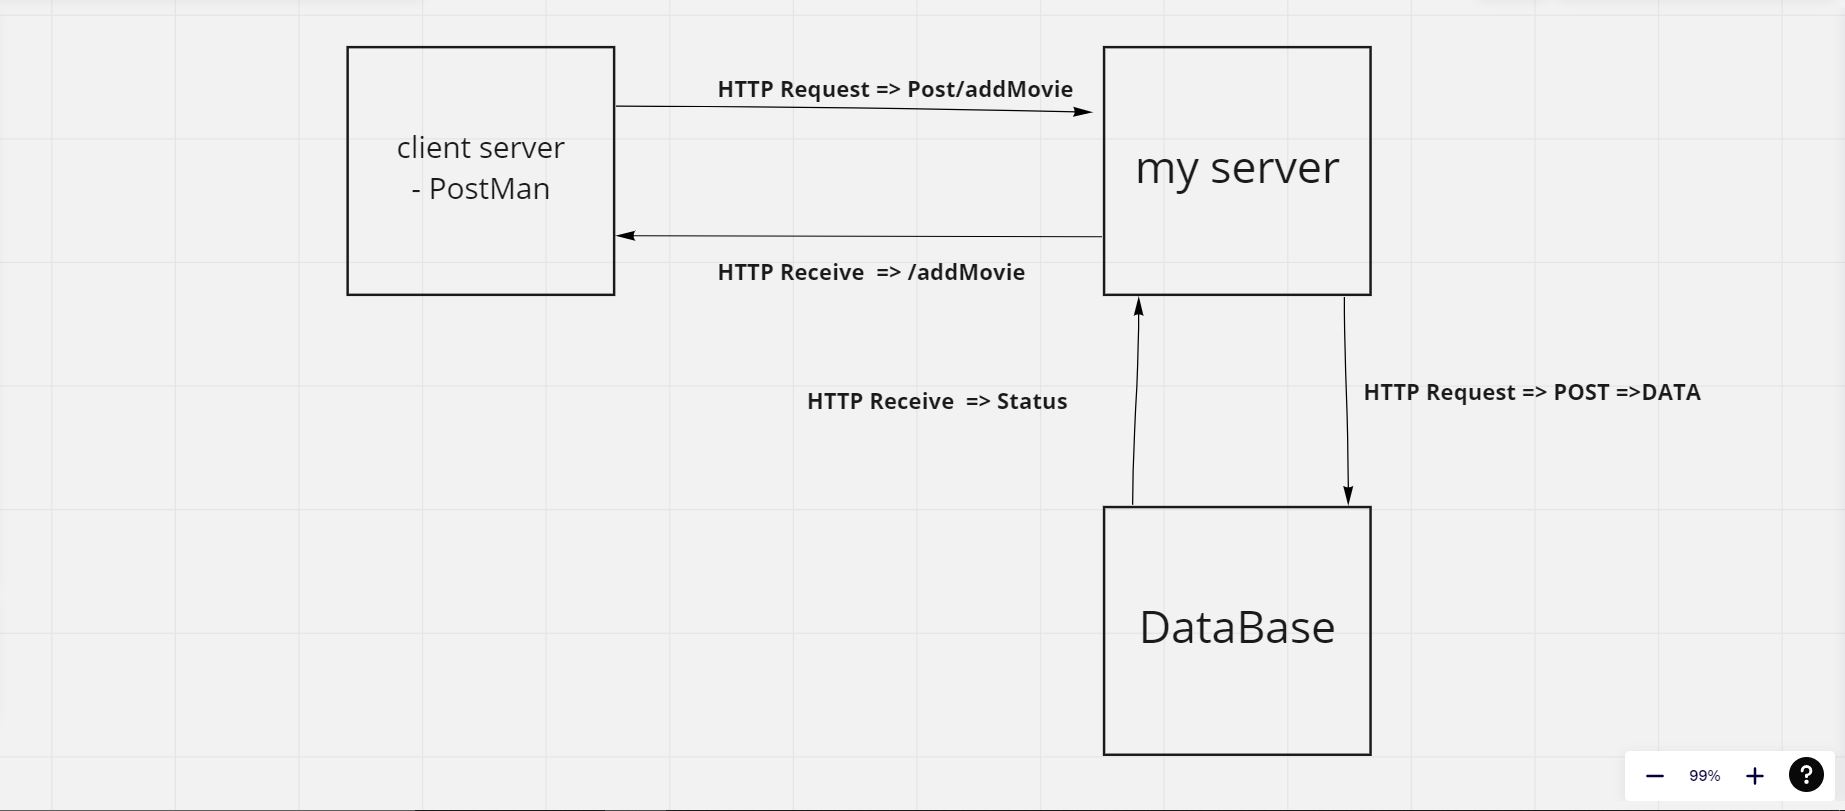 HTTP Request => Post/addMovie
client server
- PostMan
my server
HTTP Receive  => /addMovie
HTTP Receive  => Status
HTTP Request => POST =>DATA
DataBase
99%
?